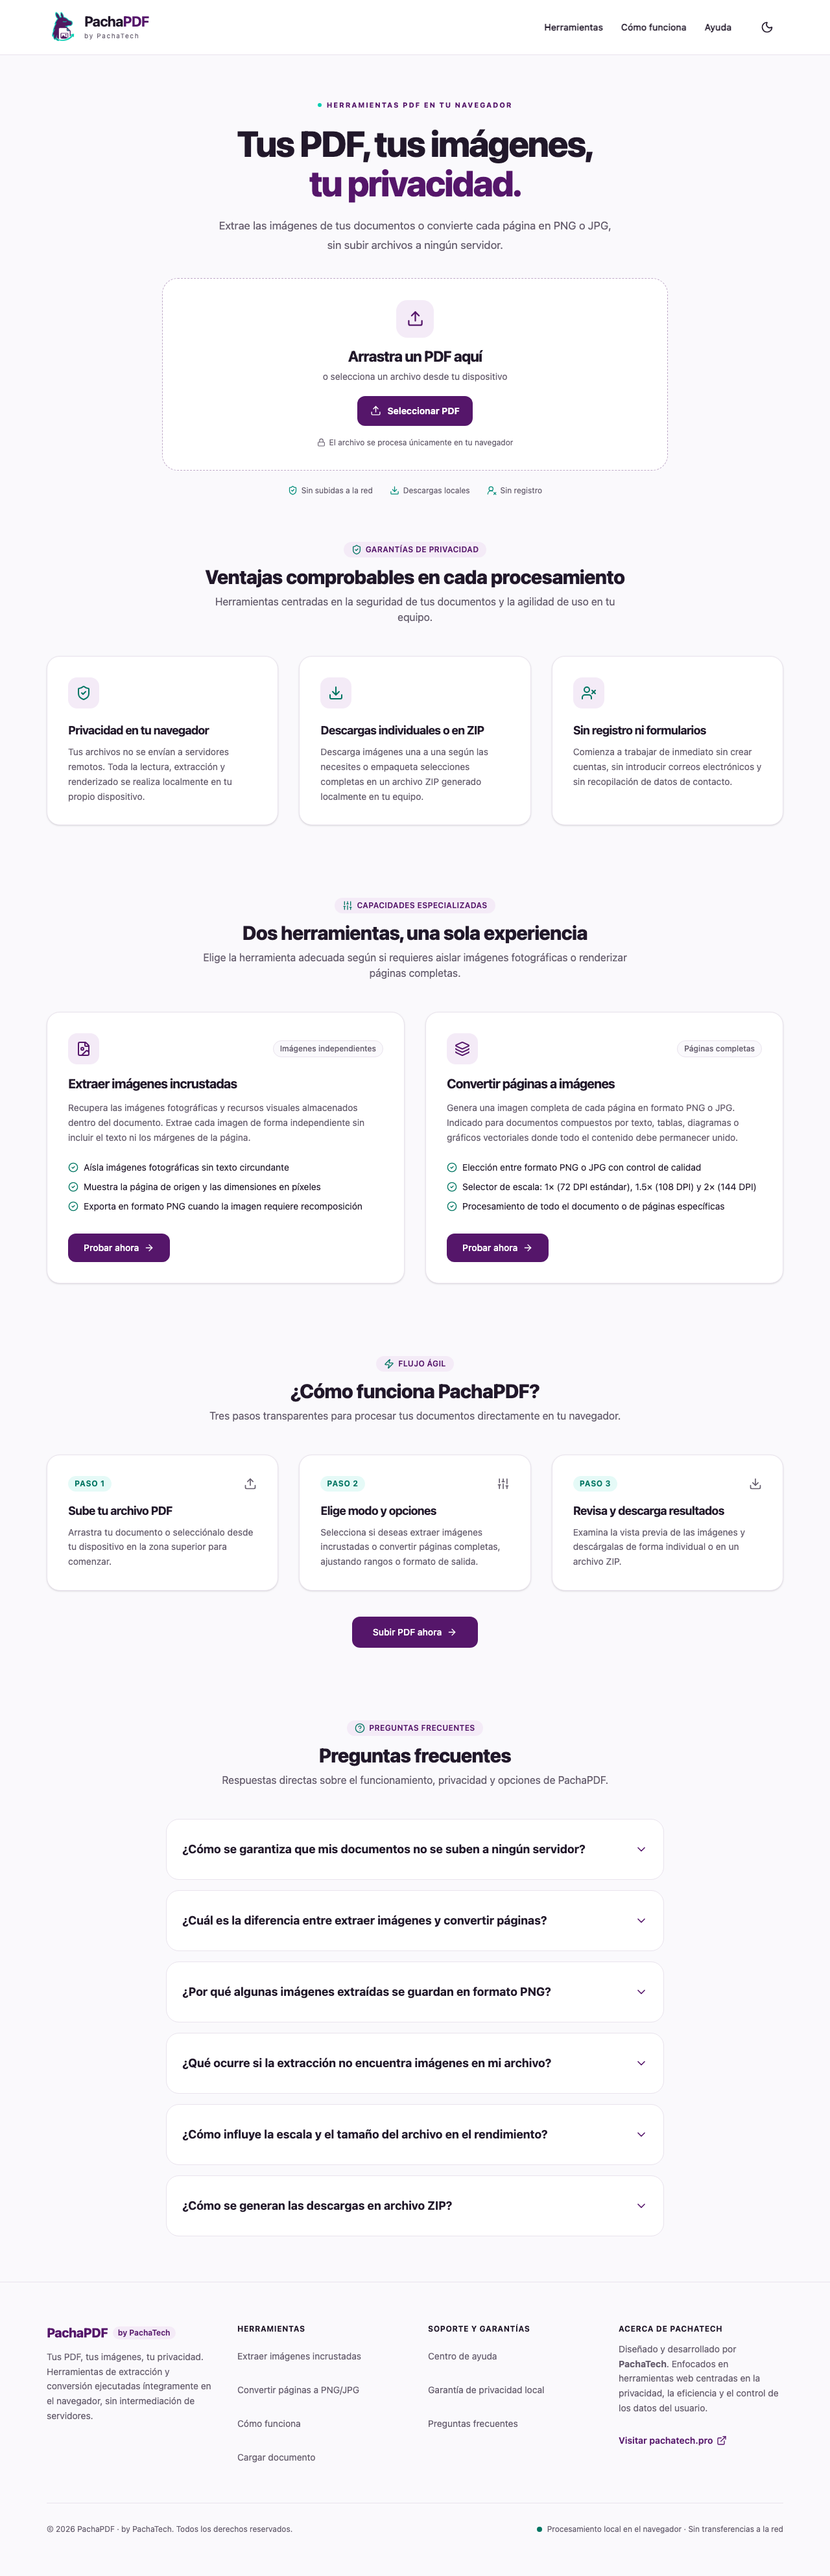 PachaPDF
by PachaTech
Herramientas
Cómo funciona
Ayuda
HERRAMIENTAS PDF EN TU NAVEGADOR
Tus PDF, tus imágenes,
tu privacidad.
Extrae las imágenes de tus documentos o convierte cada página en PNG o JPG,
sin subir archivos a ningún servidor.
Arrastra un PDF aquí
o selecciona un archivo desde tu dispositivo
Seleccionar PDF
El archivo se procesa únicamente en tu navegador
Sin subidas a la red
Descargas locales
Sin registro
GARANTÍAS DE PRIVACIDAD
Ventajas comprobables en cada procesamiento
Herramientas centradas en la seguridad de tus documentos y la agilidad de uso en tu
equipo.
Privacidad en tu navegador
Tus archivos no se envían a servidores
remotos. Toda la lectura, extracción y
renderizado se realiza localmente en tu
propio dispositivo.
Descargas individuales o en ZIP
Descarga imágenes una a una según las
necesites o empaqueta selecciones
completas en un archivo ZIP generado
localmente en tu equipo.
Sin registro ni formularios
Comienza a trabajar de inmediato sin crear
cuentas, sin introducir correos electrónicos y
sin recopilación de datos de contacto.
CAPACIDADES ESPECIALIZADAS
Dos herramientas, una sola experiencia
Elige la herramienta adecuada según si requieres aislar imágenes fotográficas o renderizar
páginas completas.
Imágenes independientes
Extraer imágenes incrustadas
Recupera las imágenes fotográficas y recursos visuales almacenados
dentro del documento. Extrae cada imagen de forma independiente sin
incluir el texto ni los márgenes de la página.
Aísla imágenes fotográficas sin texto circundante
Muestra la página de origen y las dimensiones en píxeles
Exporta en formato PNG cuando la imagen requiere recomposición
Probar ahora
Páginas completas
Convertir páginas a imágenes
Genera una imagen completa de cada página en formato PNG o JPG.
Indicado para documentos compuestos por texto, tablas, diagramas o
gráficos vectoriales donde todo el contenido debe permanecer unido.
Elección entre formato PNG o JPG con control de calidad
Selector de escala: 1× (72 DPI estándar), 1.5× (108 DPI) y 2× (144 DPI)
Procesamiento de todo el documento o de páginas específicas
Probar ahora
FLUJO ÁGIL
¿Cómo funciona PachaPDF?
Tres pasos transparentes para procesar tus documentos directamente en tu navegador.
PASO 1
Sube tu archivo PDF
Arrastra tu documento o selecciónalo desde
tu dispositivo en la zona superior para
comenzar.
PASO 2
Elige modo y opciones
Selecciona si deseas extraer imágenes
incrustadas o convertir páginas completas,
ajustando rangos o formato de salida.
PASO 3
Revisa y descarga resultados
Examina la vista previa de las imágenes y
descárgalas de forma individual o en un
archivo ZIP.
Subir PDF ahora
PREGUNTAS FRECUENTES
Preguntas frecuentes
Respuestas directas sobre el funcionamiento, privacidad y opciones de PachaPDF.
¿Cómo se garantiza que mis documentos no se suben a ningún servidor?
¿Cuál es la diferencia entre extraer imágenes y convertir páginas?
¿Por qué algunas imágenes extraídas se guardan en formato PNG?
¿Qué ocurre si la extracción no encuentra imágenes en mi archivo?
¿Cómo influye la escala y el tamaño del archivo en el rendimiento?
¿Cómo se generan las descargas en archivo ZIP?
PachaPDF by PachaTech
Tus PDF, tus imágenes, tu privacidad.
Herramientas de extracción y
conversión ejecutadas íntegramente en
el navegador, sin intermediación de
servidores.
HERRAMIENTAS
Extraer imágenes incrustadas
Convertir páginas a PNG/JPG
Cómo funciona
Cargar documento
SOPORTE Y GARANTÍAS
Centro de ayuda
Garantía de privacidad local
Preguntas frecuentes
ACERCA DE PACHATECH
Diseñado y desarrollado por
PachaTech. Enfocados en
herramientas web centradas en la
privacidad, la eficiencia y el control de
los datos del usuario.
Visitar pachatech.pro
© 2026 PachaPDF · by PachaTech. Todos los derechos reservados.
Procesamiento local en el navegador · Sin transferencias a la red